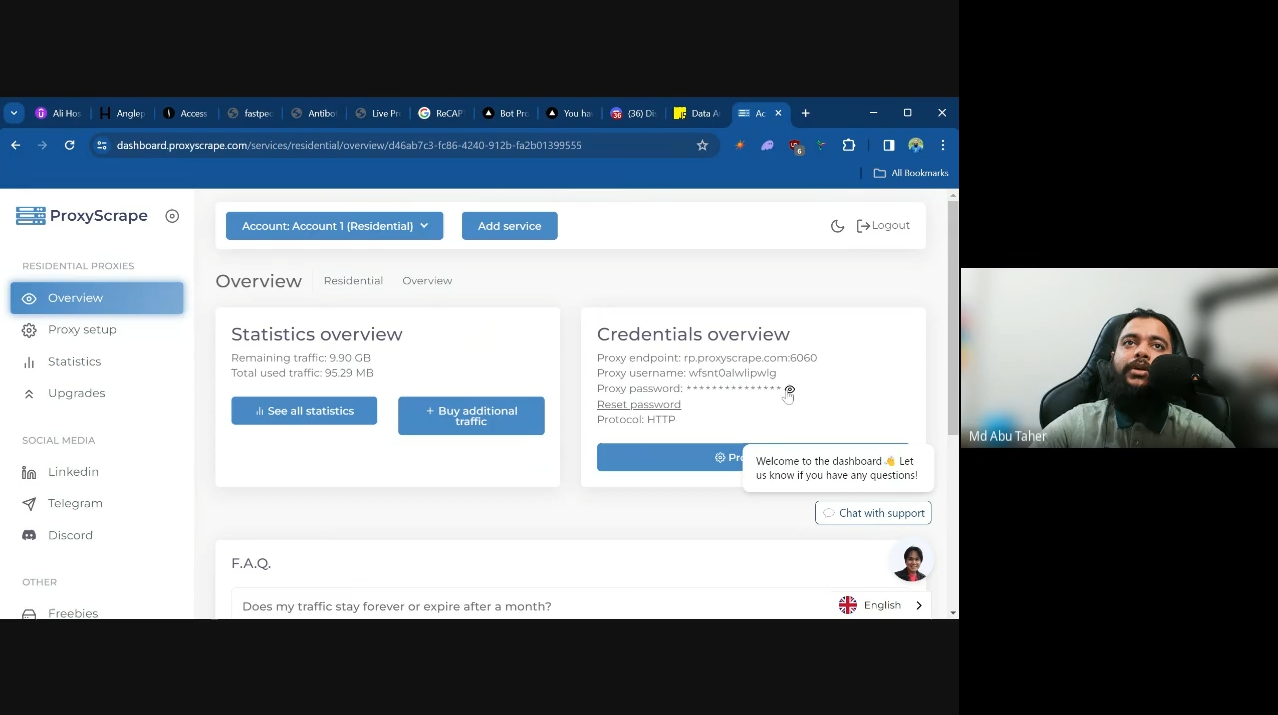 Ali Hos
Anglep
Access
fastpec
Antibo
Live Pr
ReCAP
Bot Pro
You ha
(36) Di
Data A
Ac
dashboard.proxyscrape.com/services/residential/overview/d46ab7c3-fc86-4240-912b-fa2b01399555
6
All Bookmarks
ProxyScrape
Account: Account 1 (Residential)
Add service
Logout
RESIDENTIAL PROXIES
Overview
Proxy setup
Statistics
Upgrades
SOCIAL MEDIA
Linkedin
Telegram
Discord
OTHER
Freebies
Overview
Residential
Overview
Statistics overview
Remaining traffic: 9.90 GB
Total used traffic: 95.29 MB
See all statistics
+ Buy additional
traffic
Credentials overview
Proxy endpoint: rp.proxyscrape.com:6060
Proxy username: wfsnt0alwlipwlg
Proxy password: ***************
Reset password
Protocol: HTTP
Pro
Welcome to the dashboard 👋 Let
us know if you have any questions!
Chat with support
F.A.Q.
Does my traffic stay forever or expire after a month?
English
Md Abu Taher